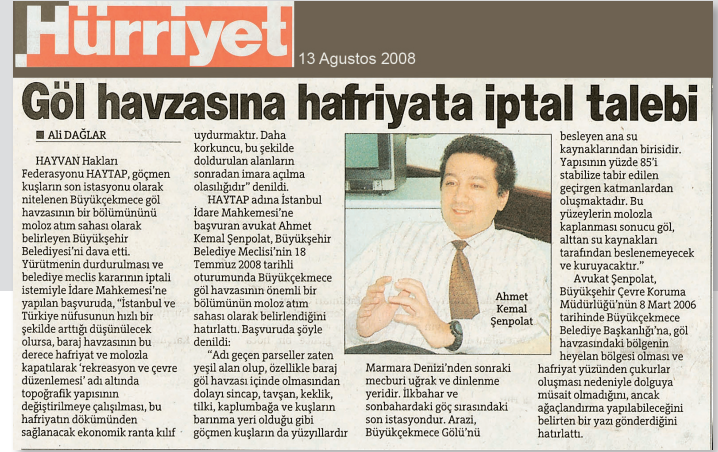 Hürriyet
13 Agustos 2008
Göl havzasına hafriyata iptal talebi
Ali DAĞLAR
HAYVAN Hakları
Federasyonu HAYTAP, göçmen
kuşların son istasyonu olarak
nitelenen Büyükçekmece göl
havzasının bir bölümününü
moloz atım sahası olarak
belirleyen Büyükşehir
Belediyesi'ni dava etti.
Yürütmenin durdurulması ve
belediye meclis kararının iptali
istemiyle İdare Mahkemesi'ne
yapılan başvuruda, "İstanbul ve
Türkiye nüfusunun hızlı bir
şekilde arttığı düşünülecek
olursa, baraj havzasının bu
derece hafriyat ve molozla
kapatılarak 'rekreasyon ve çevre
düzenlemesi' adı altında
topoğrafik yapısının
değiştirilmeye çalışılması, bu
hafriyatın dökümünden
sağlanacak ekonomik ranta kılıf
uydurmaktır. Daha
korkuncu, bu şekilde
doldurulan alanların
sonradan imara açılma
olasılığıdır" denildi.
HAYTAP adına İstanbul
İdare Mahkemesi'ne
başvuran avukat Ahmet
Kemal Şenpolat, Büyükşehir
Belediye Meclisi'nin 18
Temmuz 2008 tarihli
oturumunda Büyükçekmece
göl havzasının önemli bir
bölümünün moloz atım
sahası olarak belirlendiğini
hatırlattı. Başvuruda şöyle
denildi:
"Adı geçen parseller zaten
yeşil alan olup, özellikle baraj
göl havzası içinde olmasından
dolayı sincap, tavşan, keklik,
tilki, kaplumbağa ve kuşların
barınma yeri olduğu gibi
göçmen kuşların da yüzyıllardır
Ahmet
Kemal
Şenpolat
Marmara Denizi'nden sonraki
mecburi uğrak ve dinlenme
yeridir. İlkbahar ve
sonbahardaki göç sırasındaki
son istasyondur. Arazi,
Büyükçekmece Gölü'nü
besleyen ana su
kaynaklarından birisidir.
Yapısının yüzde 85'i
stabilize tabir edilen
geçirgen katmanlardan
oluşmaktadır. Bu
yüzeylerin molozla
kaplanması sonucu göl,
alttan su kaynakları
tarafından beslenemeyecek
ve kuruyacaktır."
Avukat Şenpolat,
Büyükşehir Çevre Koruma
Müdürlüğü'nün 8 Mart 2006
tarihinde Büyükçekmece
Belediye Başkanlığı'na, göl
havzasındaki bölgenin
heyelan bölgesi olması ve
hafriyat yüzünden çukurlar
oluşması nedeniyle dolguya
müsait olmadığını, ancak
ağaçlandırma yapılabileceğini
belirten bir yazı gönderdiğini
hatırlattı.